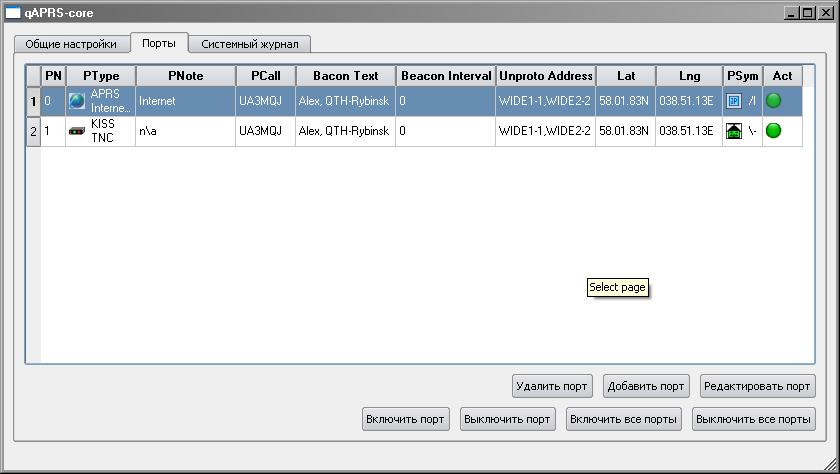 qAPRS-core
Общие настройки Порты Системный журнал
PN PType PNote PCall Bacon Text Beacon Interval Unproto Address Lat Lng PSym Act
1 0 APRS Interne... Internet UA3MQJ Alex, QTH-Rybinsk 0 WIDE1-1,WIDE2-2 58.01.83N 038.51.13E /I
2 1 KISS TNC n\a UA3MQJ Alex, QTH-Rybinsk 0 WIDE1-1,WIDE2-2 58.01.83N 038.51.13E \-
Select page
Удалить порт Добавить порт Редактировать порт
Включить порт Выключить порт Включить все порты Выключить все порты